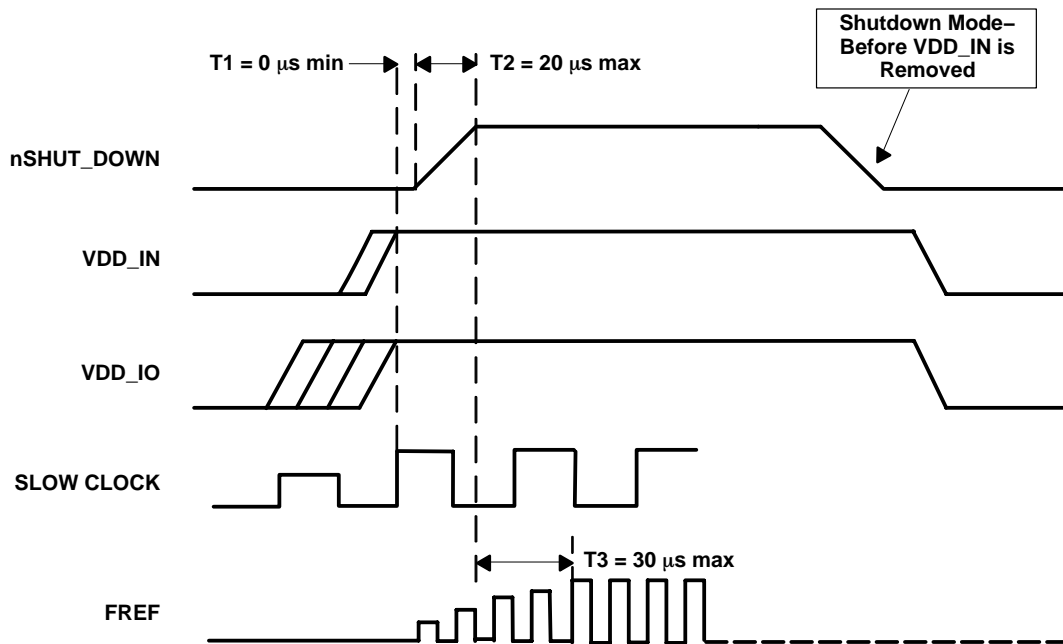 Shutdown Mode–
Before VDD_IN is
Removed
T1 = 0 μs min
T2 = 20 μs max
nSHUT_DOWN
VDD_IN
VDD_IO
SLOW CLOCK
T3 = 30 μs max
FREF